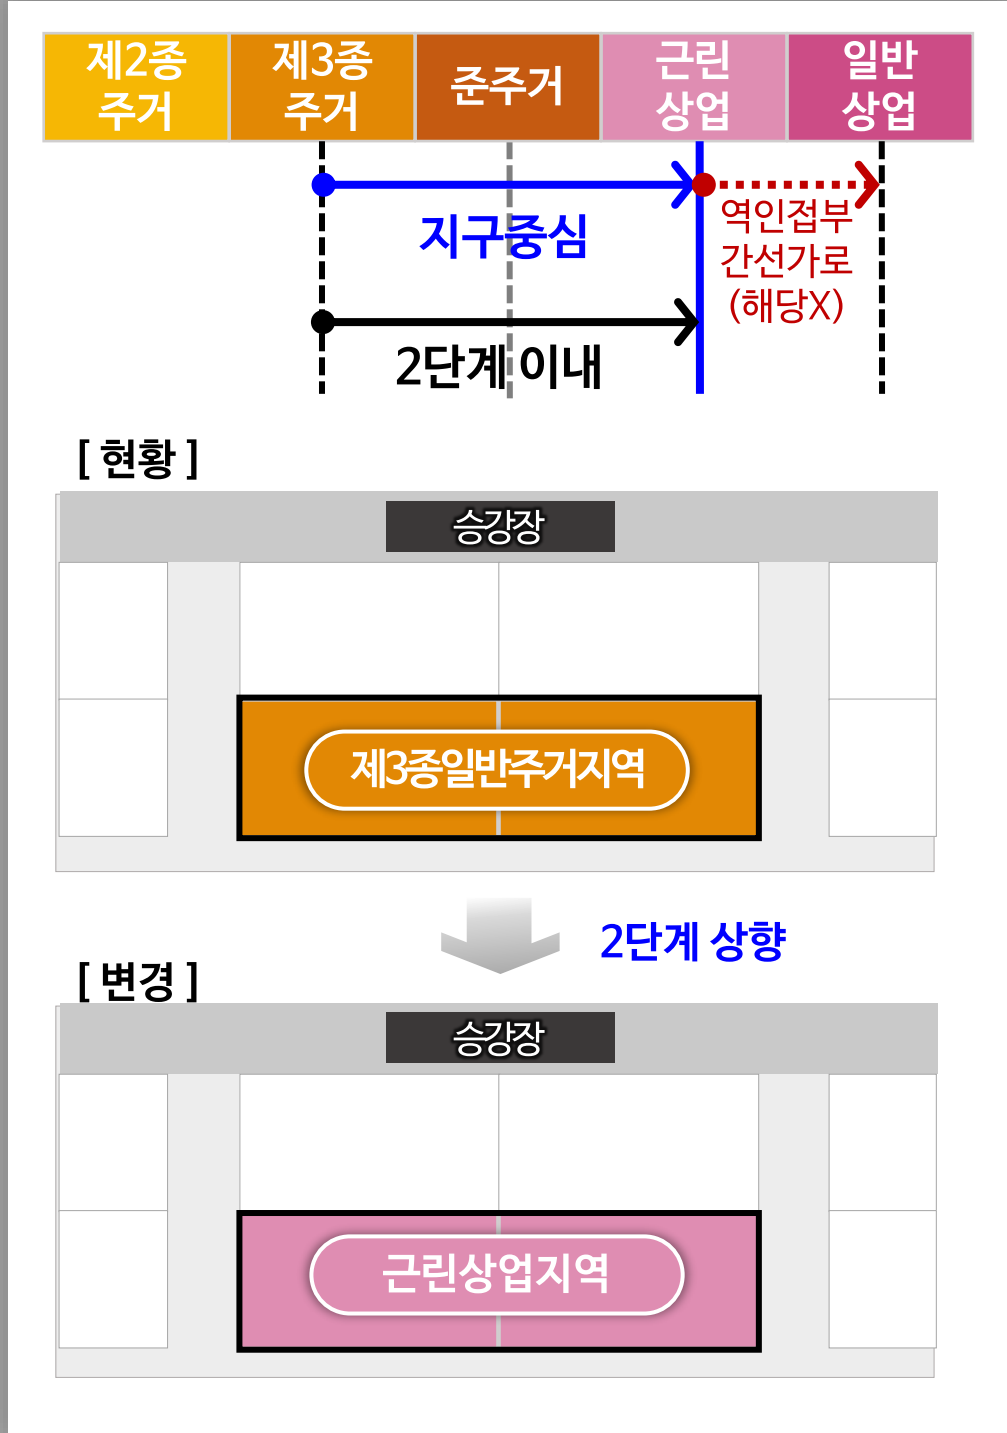 제2종
주거
제3종
주거
준주거
근린
상업
일반
상업
지구중심
역인접부
간선가로
(해당X)
2단계 이내
[ 현황 ]
승강장
제3종일반주거지역
2단계 상향
[ 변경 ]
승강장
근린상업지역